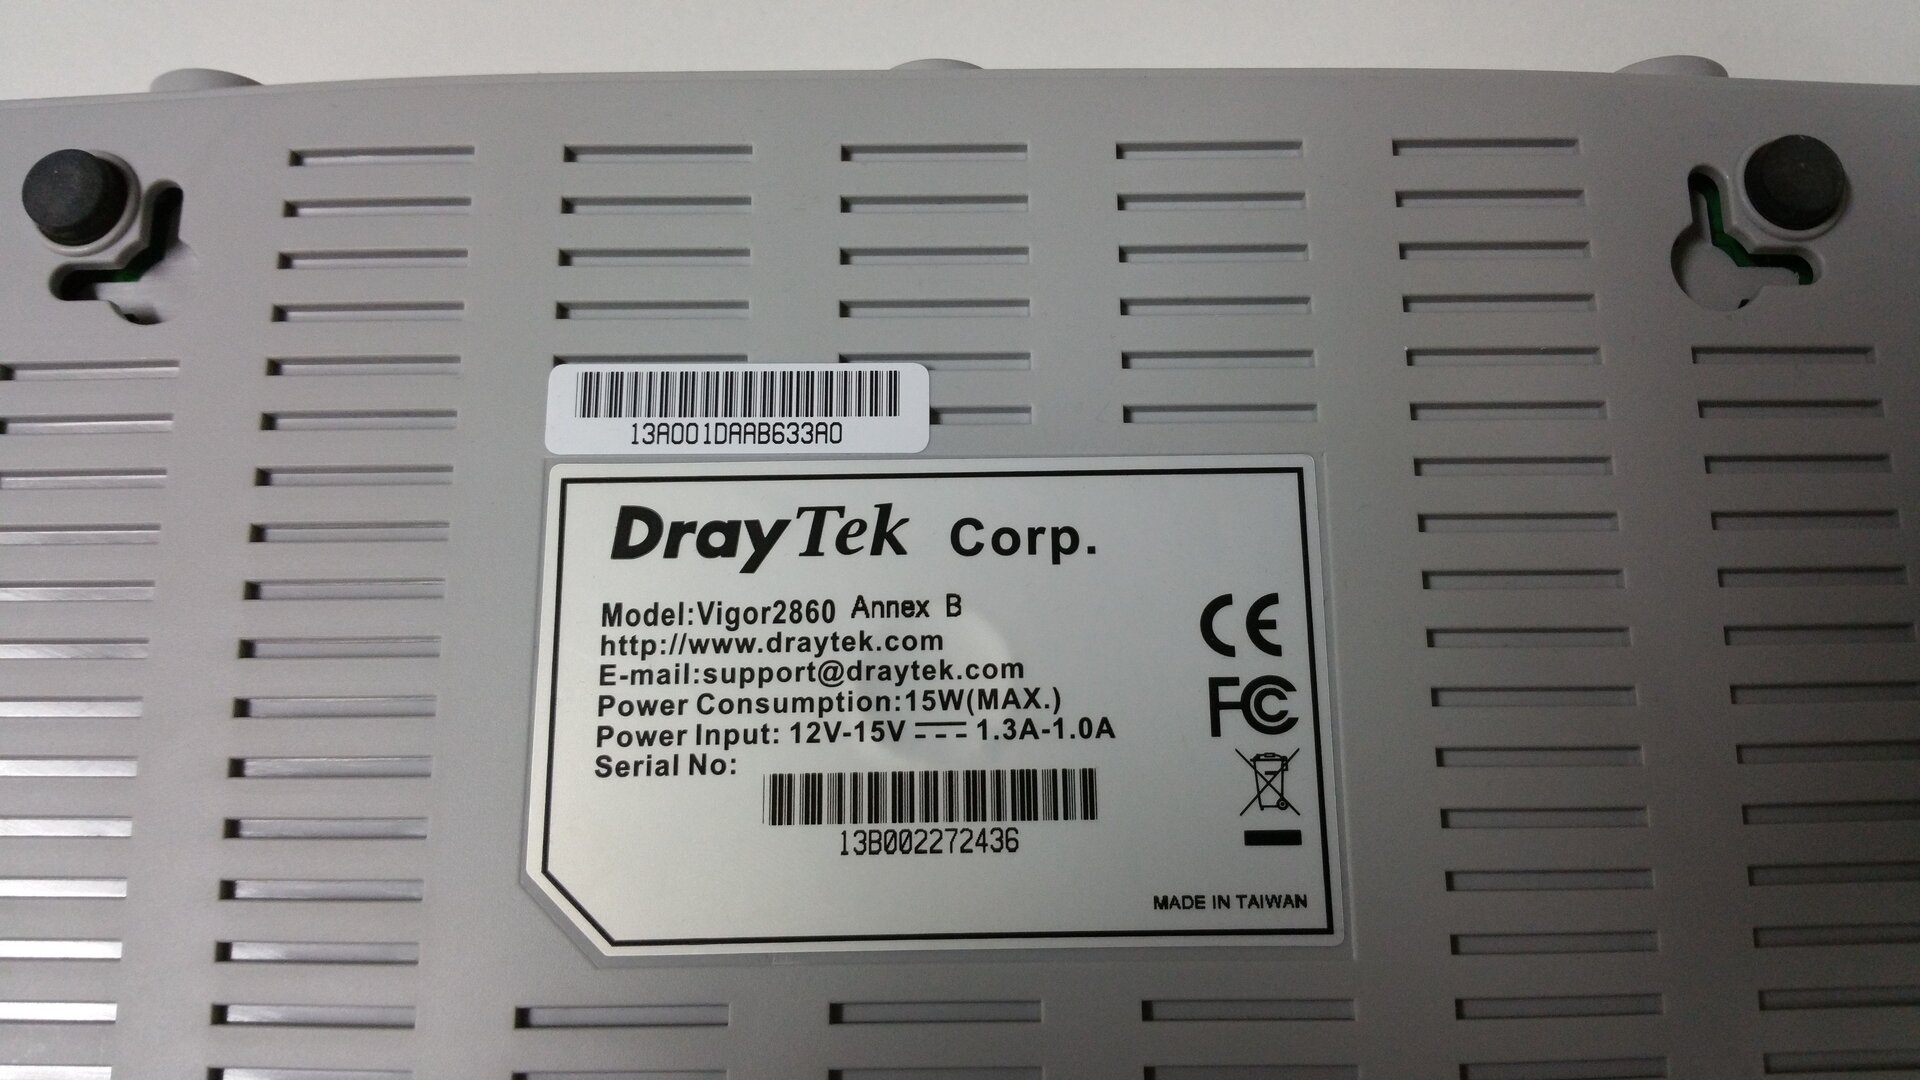 13A001DAAB633A0
DrayTek Corp.
Model:Vigor2860 Annex B
http://www.draytek.com
E-mail:support@draytek.com
Power Consumption:15W(MAX.)
Power Input: 12V-15V ⎓ 1.3A-1.0A
Serial No:
13B002272436
CE
FC
MADE IN TAIWAN